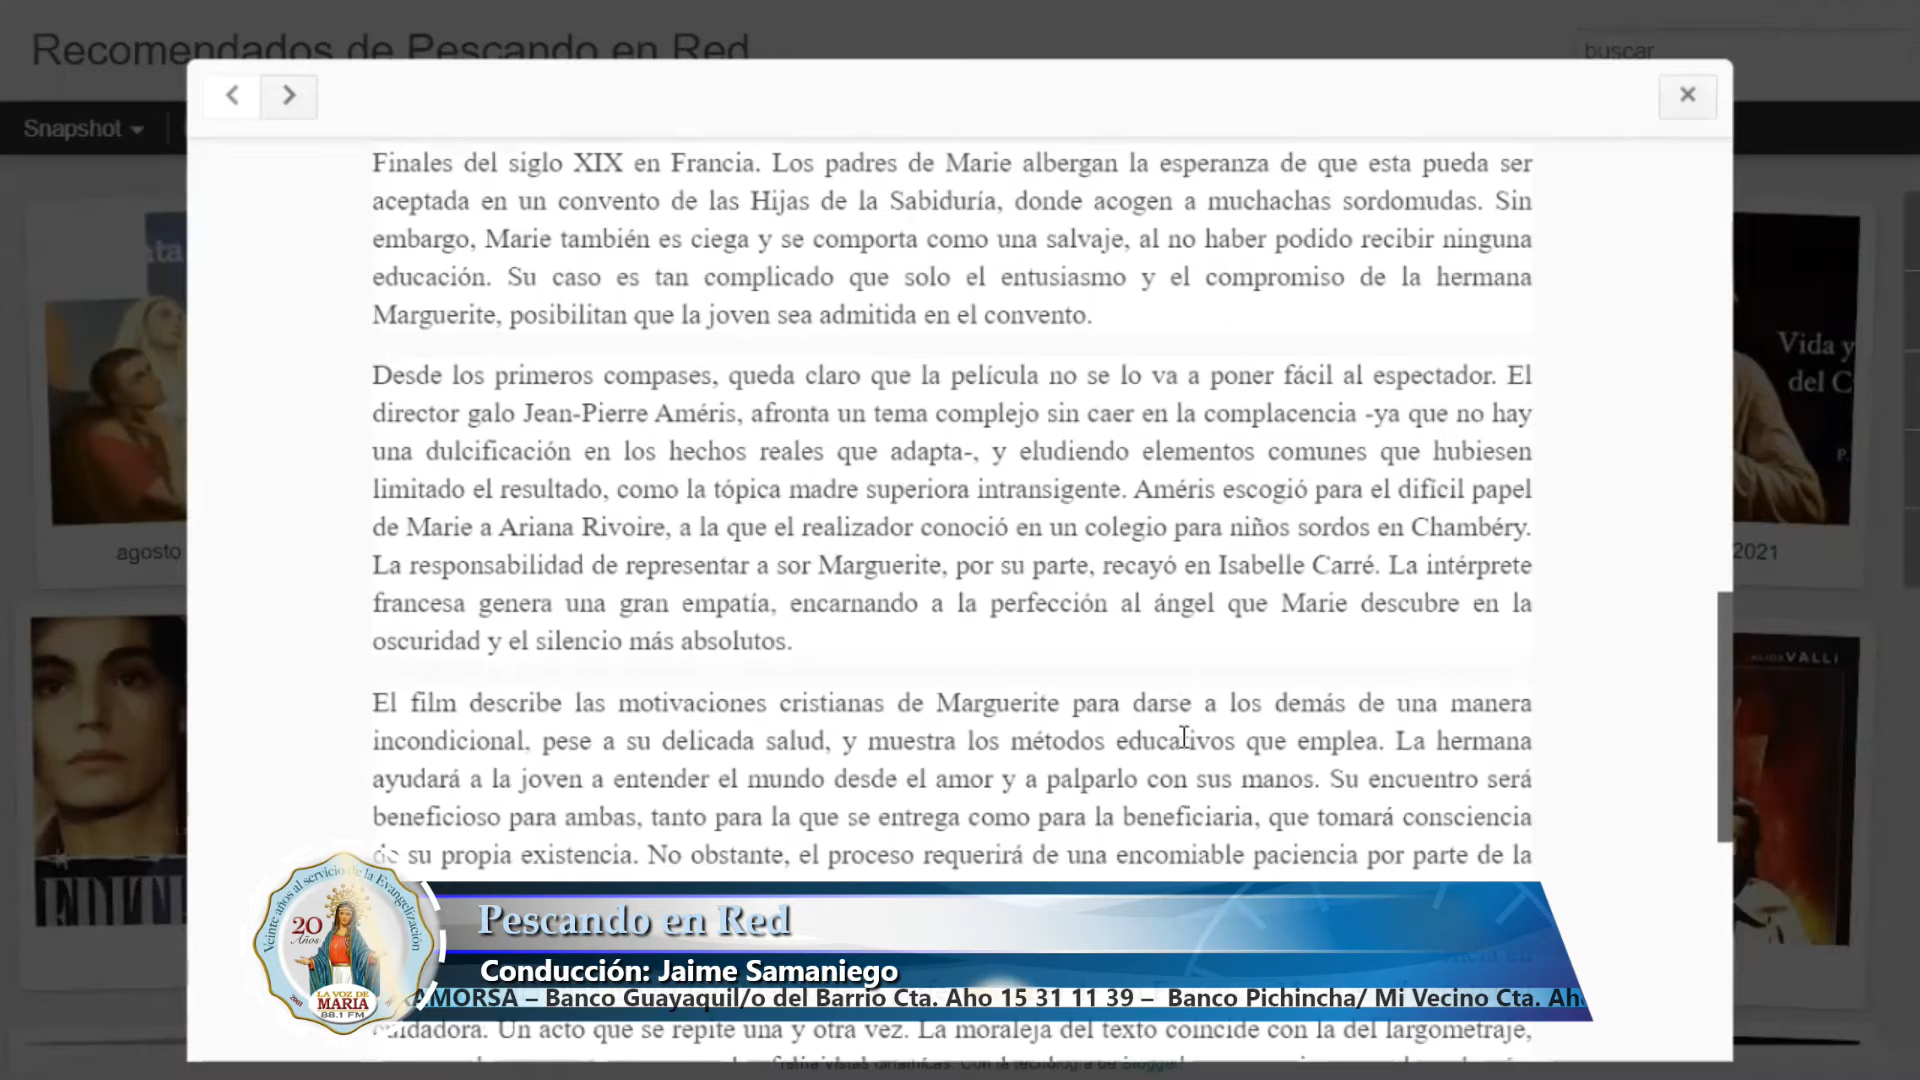 Recomendados de Pescando en Red
buscar
Snapshot
Finales del siglo XIX en Francia. Los padres de Marie albergan la esperanza de que esta pueda ser
aceptada en un convento de las Hijas de la Sabiduría, donde acogen a muchachas sordomudas. Sin
embargo, Marie también es ciega y se comporta como una salvaje, al no haber podido recibir ninguna
educación. Su caso es tan complicado que solo el entusiasmo y el compromiso de la hermana
Marguerite, posibilitan que la joven sea admitida en el convento.
Desde los primeros compases, queda claro que la película no se lo va a poner fácil al espectador. El
director galo Jean-Pierre Améris, afronta un tema complejo sin caer en la complacencia -ya que no hay
una dulcificación en los hechos reales que adapta-, y eludiendo elementos comunes que hubiesen
limitado el resultado, como la tópica madre superiora intransigente. Améris escogió para el difícil papel
de Marie a Ariana Rivoire, a la que el realizador conoció en un colegio para niños sordos en Chambéry.
La responsabilidad de representar a sor Marguerite, por su parte, recayó en Isabelle Carré. La intérprete
francesa genera una gran empatía, encarnando a la perfección al ángel que Marie descubre en la
oscuridad y el silencio más absolutos.
El film describe las motivaciones cristianas de Marguerite para darse a los demás de una manera
incondicional, pese a su delicada salud, y muestra los métodos educativos que emplea. La hermana
ayudará a la joven a entender el mundo desde el amor y a palparlo con sus manos. Su encuentro será
beneficioso para ambas, tanto para la que se entrega como para la beneficiaria, que tomará consciencia
de su propia existencia. No obstante, el proceso requerirá de una encomiable paciencia por parte de la
cuidadora. Un acto que se repite una y otra vez. La moraleja del texto coincide con la del largometraje,
agosto
2021
Vida y
del C
P.
VALLI
EDIT
Veinte años al servicio de la Evangelización
20
Años
2001
2021
LA VOZ DE
MARIA
88.1 FM
Pescando en Red
Conducción: Jaime Samaniego
KAMORSA – Banco Guayaquil/o del Barrio Cta. Aho 15 31 11 39 – Banco Pichincha/ Mi Vecino Cta. Ah